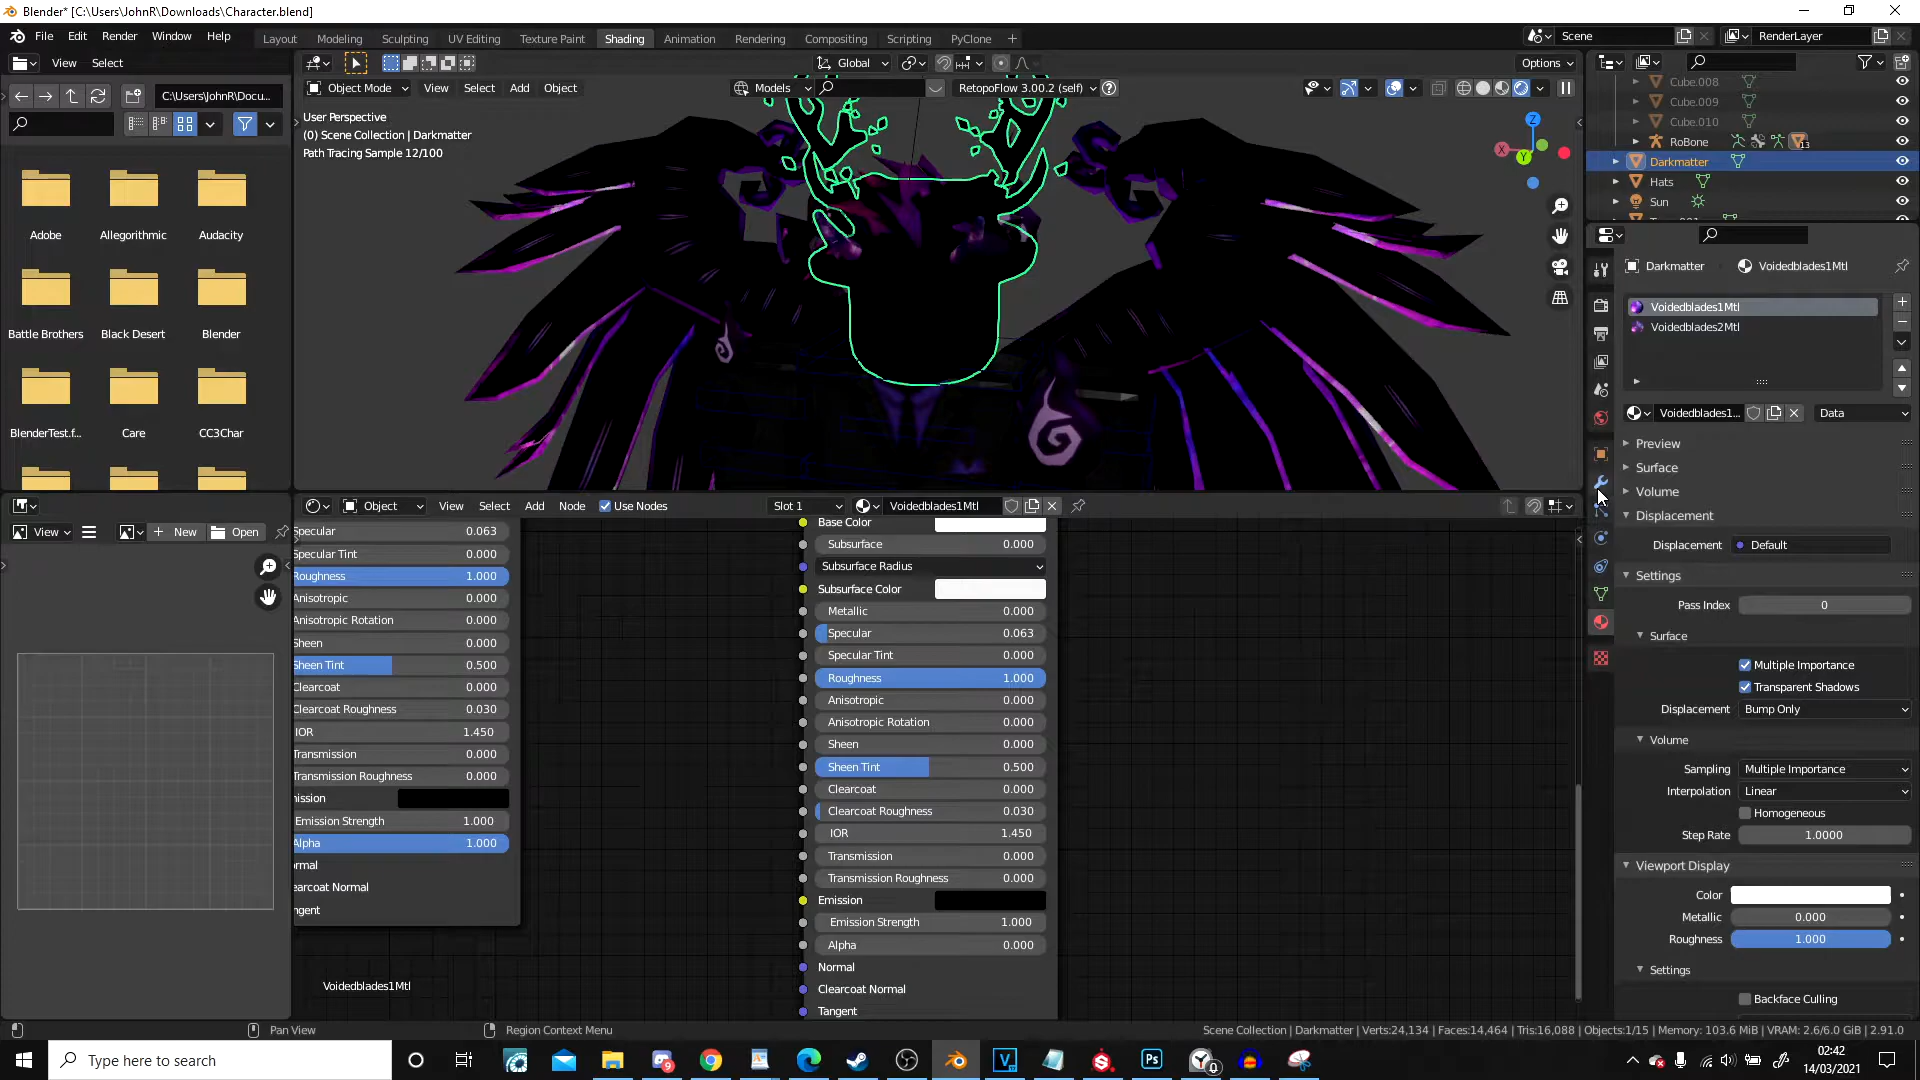 Blender* [C:\Users\JohnR\Downloads\Character.blend]
File Edit Render Window Help
Layout Modeling Sculpting UV Editing Texture Paint Shading Animation Rendering Compositing Scripting PyClone
Scene RenderLayer
View Select
Global Options
C:\Users\JohnR\Docu...
Object Mode View Select Add Object Models RetopoFlow 3.00.2 (self)
User Perspective
(0) Scene Collection | Darkmatter
Path Tracing Sample 12/100
Z
X
Y
Cube.008
Cube.009
Cube.010
RoBone 13
Darkmatter
Hats
Sun
Adobe Allegorithmic Audacity
Battle Brothers Black Desert Blender
BlenderTest.f... Care CC3Char
Darkmatter Voidedblades1Mtl
Voidedblades1Mtl
Voidedblades2Mtl
Voidedblades1... Data
Preview
Surface
Volume
Displacement
Displacement Default
Settings
Pass Index 0
Surface
Multiple Importance
Transparent Shadows
Displacement Bump Only
Volume
Sampling Multiple Importance
Interpolation Linear
Homogeneous
Step Rate 1.0000
Viewport Display
Color
Metallic 0.000
Roughness 1.000
Settings
Backface Culling
View New Open
Object View Select Add Node Use Nodes Slot 1 Voidedblades1Mtl
Specular 0.063
Specular Tint 0.000
Roughness 1.000
Anisotropic 0.000
Anisotropic Rotation 0.000
Sheen 0.000
Sheen Tint 0.500
Clearcoat 0.000
Clearcoat Roughness 0.030
IOR 1.450
Transmission 0.000
Transmission Roughness 0.000
nission
Emission Strength 1.000
Alpha 1.000
ormal
earcoat Normal
ngent
Base Color
Subsurface 0.000
Subsurface Radius
Subsurface Color
Metallic 0.000
Specular 0.063
Specular Tint 0.000
Roughness 1.000
Anisotropic 0.000
Anisotropic Rotation 0.000
Sheen 0.000
Sheen Tint 0.500
Clearcoat 0.000
Clearcoat Roughness 0.030
IOR 1.450
Transmission 0.000
Transmission Roughness 0.000
Emission
Emission Strength 1.000
Alpha 0.000
Normal
Clearcoat Normal
Tangent
Voidedblades1Mtl
Pan View Region Context Menu
Scene Collection | Darkmatter | Verts:24,134 | Faces:14,464 | Tris:16,088 | Objects:1/15 | Memory: 103.6 MiB | VRAM: 2.6/6.0 GiB | 2.91.0
Type here to search
Ps
02:42
14/03/2021